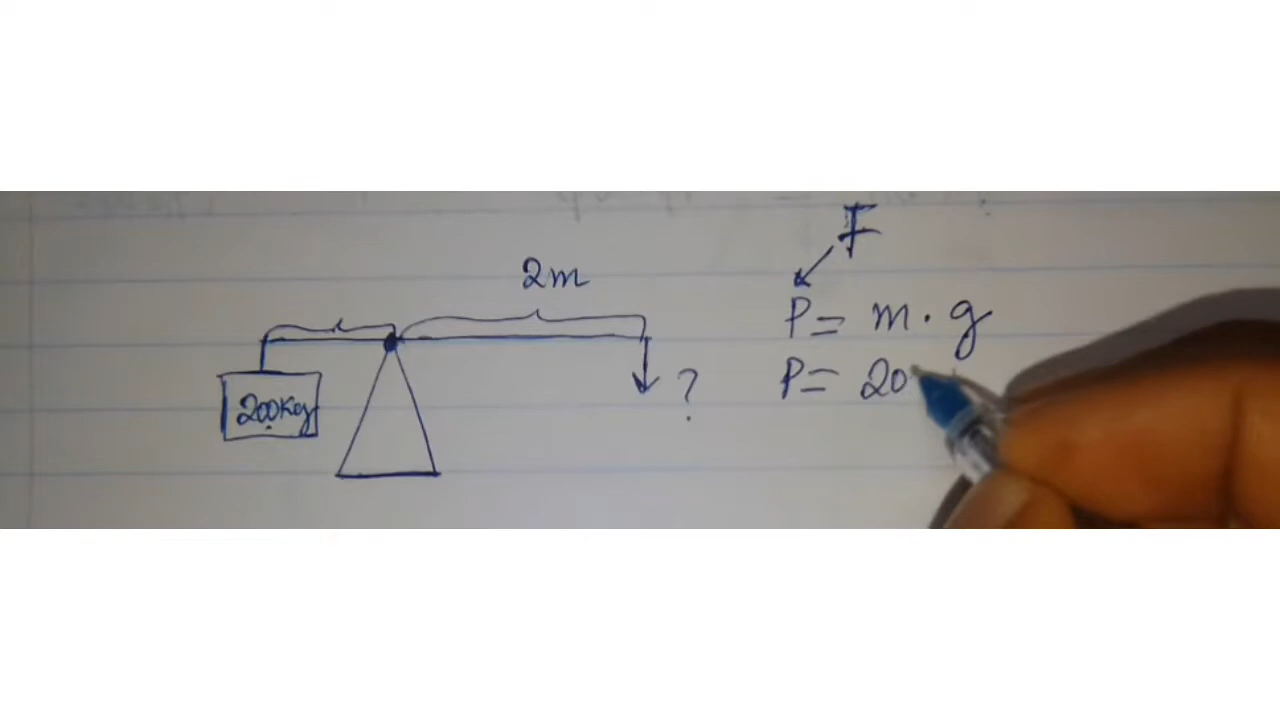 F
2m
P = m · g
P = 20
200Kg
?